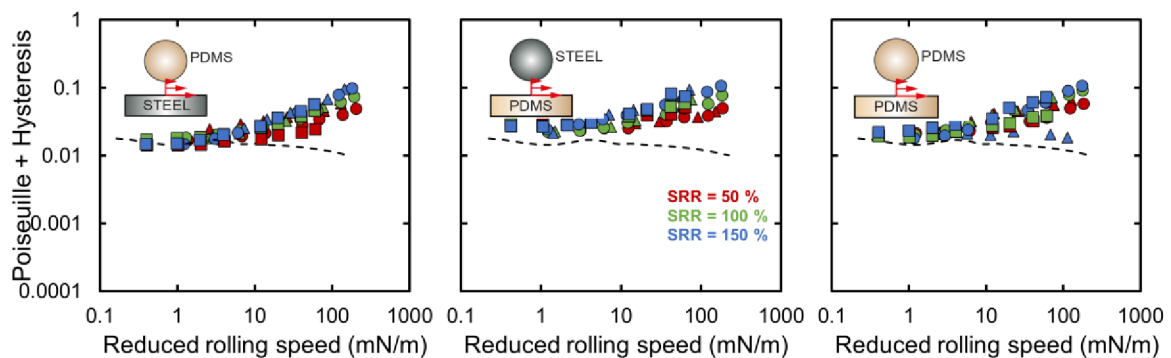 Poiseuille + Hysteresis
1
0.1
0.01
0.001
0.0001
PDMS
STEEL
0.1 1 10 100 1000
Reduced rolling speed (mN/m)
STEEL
PDMS
SRR = 50 %
SRR = 100 %
SRR = 150 %
0.1 1 10 100 1000
Reduced rolling speed (mN/m)
PDMS
PDMS
0.1 1 10 100 1000
Reduced rolling speed (mN/m)